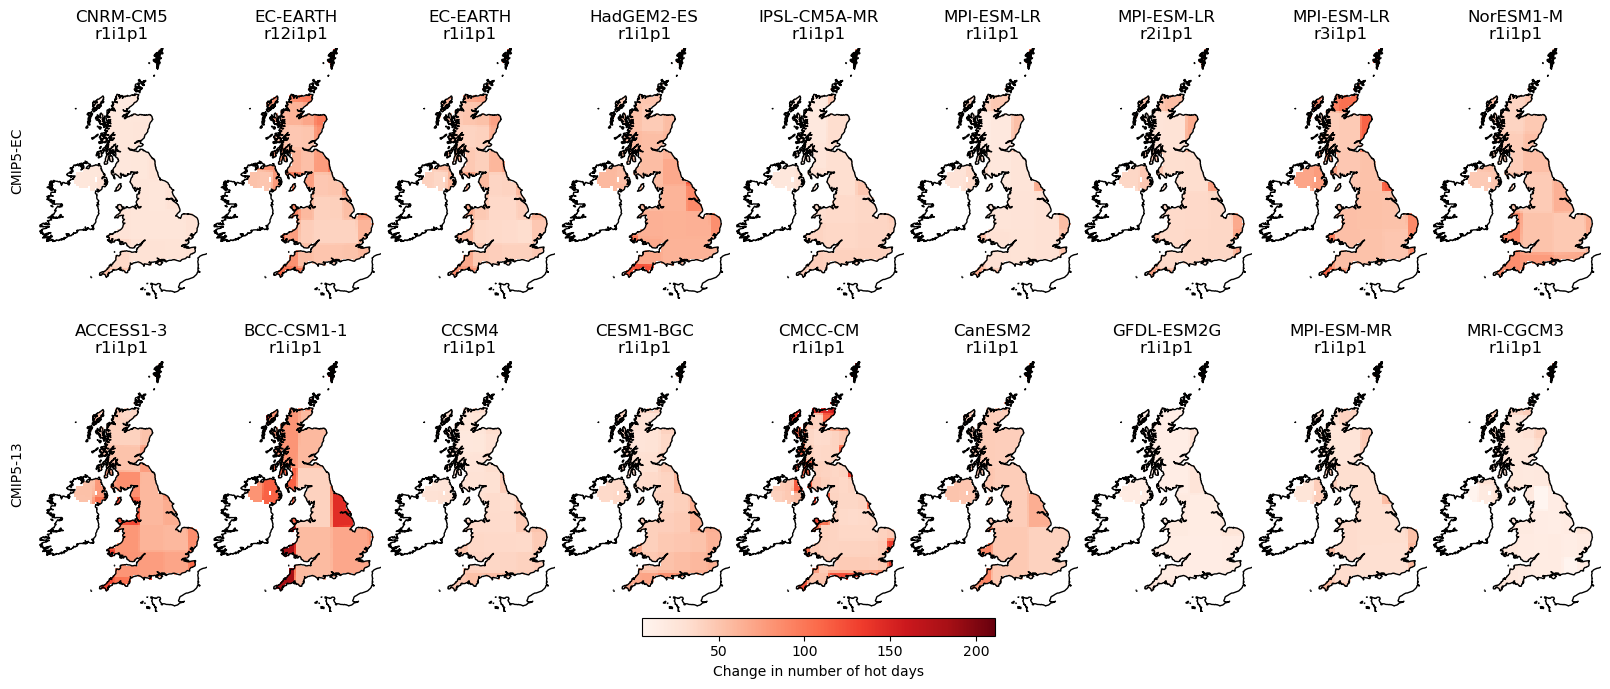 CNRM-CM5
r1i1p1
EC-EARTH
r12i1p1
EC-EARTH
r1i1p1
HadGEM2-ES
r1i1p1
IPSL-CM5A-MR
r1i1p1
MPI-ESM-LR
r1i1p1
MPI-ESM-LR
r2i1p1
MPI-ESM-LR
r3i1p1
NorESM1-M
r1i1p1
CMIP5-EC
ACCESS1-3
r1i1p1
BCC-CSM1-1
r1i1p1
CCSM4
r1i1p1
CESM1-BGC
r1i1p1
CMCC-CM
r1i1p1
CanESM2
r1i1p1
GFDL-ESM2G
r1i1p1
MPI-ESM-MR
r1i1p1
MRI-CGCM3
r1i1p1
CMIP5-13
50 100 150 200
Change in number of hot days